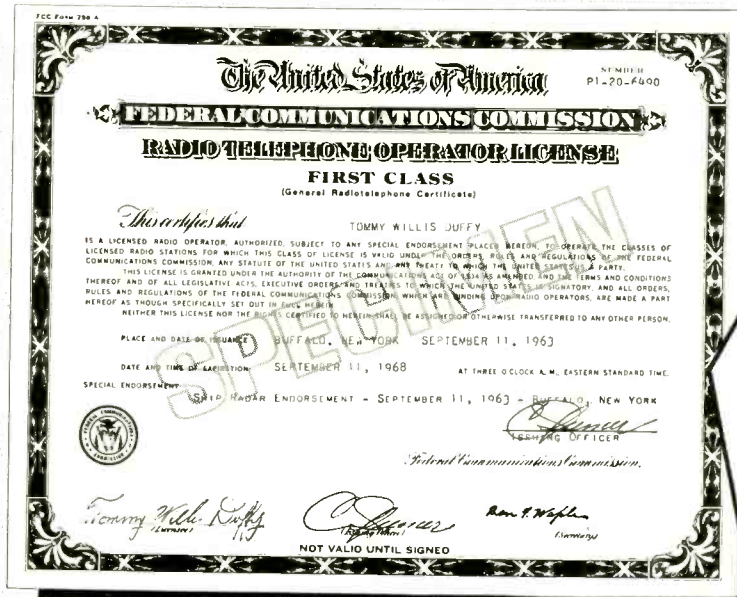 FCC FORM 758 A
The United States of America
NUMBER
P1-20-6490
FEDERAL COMMUNICATIONS COMMISSION
RADIO TELEPHONE OPERATOR LICENSE
FIRST CLASS
(General Radiotelephone Certificate)
This certifies that TOMMY WILLIS DUFFY
IS A LICENSED RADIO OPERATOR, AUTHORIZED, SUBJECT TO ANY SPECIAL ENDORSEMENT PLACED HEREON, TO OPERATE THE CLASSES OF
LICENSED RADIO STATIONS FOR WHICH THIS CLASS OF LICENSE IS VALID UNDER THE ORDERS, RULES AND REGULATIONS OF THE FEDERAL
COMMUNICATIONS COMMISSION, ANY STATUTE OF THE UNITED STATES AND ANY TREATY TO WHICH THE UNITED STATES IS A PARTY.
THIS LICENSE IS GRANTED UNDER THE AUTHORITY OF THE COMMUNICATIONS ACT OF 1934 AS AMENDED AND THE TERMS AND CONDITIONS
THEREOF AND OF ALL LEGISLATIVE ACTS, EXECUTIVE ORDERS AND TREATIES TO WHICH THE UNITED STATES IS SIGNATORY, AND ALL ORDERS,
RULES AND REGULATIONS OF THE FEDERAL COMMUNICATIONS COMMISSION WHICH ARE BINDING UPON RADIO OPERATORS, ARE MADE A PART
HEREOF AS THOUGH SPECIFICALLY SET OUT IN FULL HEREIN.
NEITHER THIS LICENSE NOR THE RIGHTS CERTIFIED TO HEREIN SHALL BE ASSIGNED OR OTHERWISE TRANSFERRED TO ANY OTHER PERSON.
SPECIMEN
PLACE AND DATE OF ISSUANCE: BUFFALO, NEW YORK SEPTEMBER 11, 1963
DATE AND TIME OF EXPIRATION: SEPTEMBER 11, 1968 AT THREE O'CLOCK A.M., EASTERN STANDARD TIME.
SPECIAL ENDORSEMENT:
SHIP RADAR ENDORSEMENT - SEPTEMBER 11, 1963 - BUFFALO, NEW YORK
ISSUING OFFICER
Federal Communications Commission.
Tommy Willis Duffy
Ben F. Waple
(Licensee) (Issuing Officer) (Secretary)
NOT VALID UNTIL SIGNED